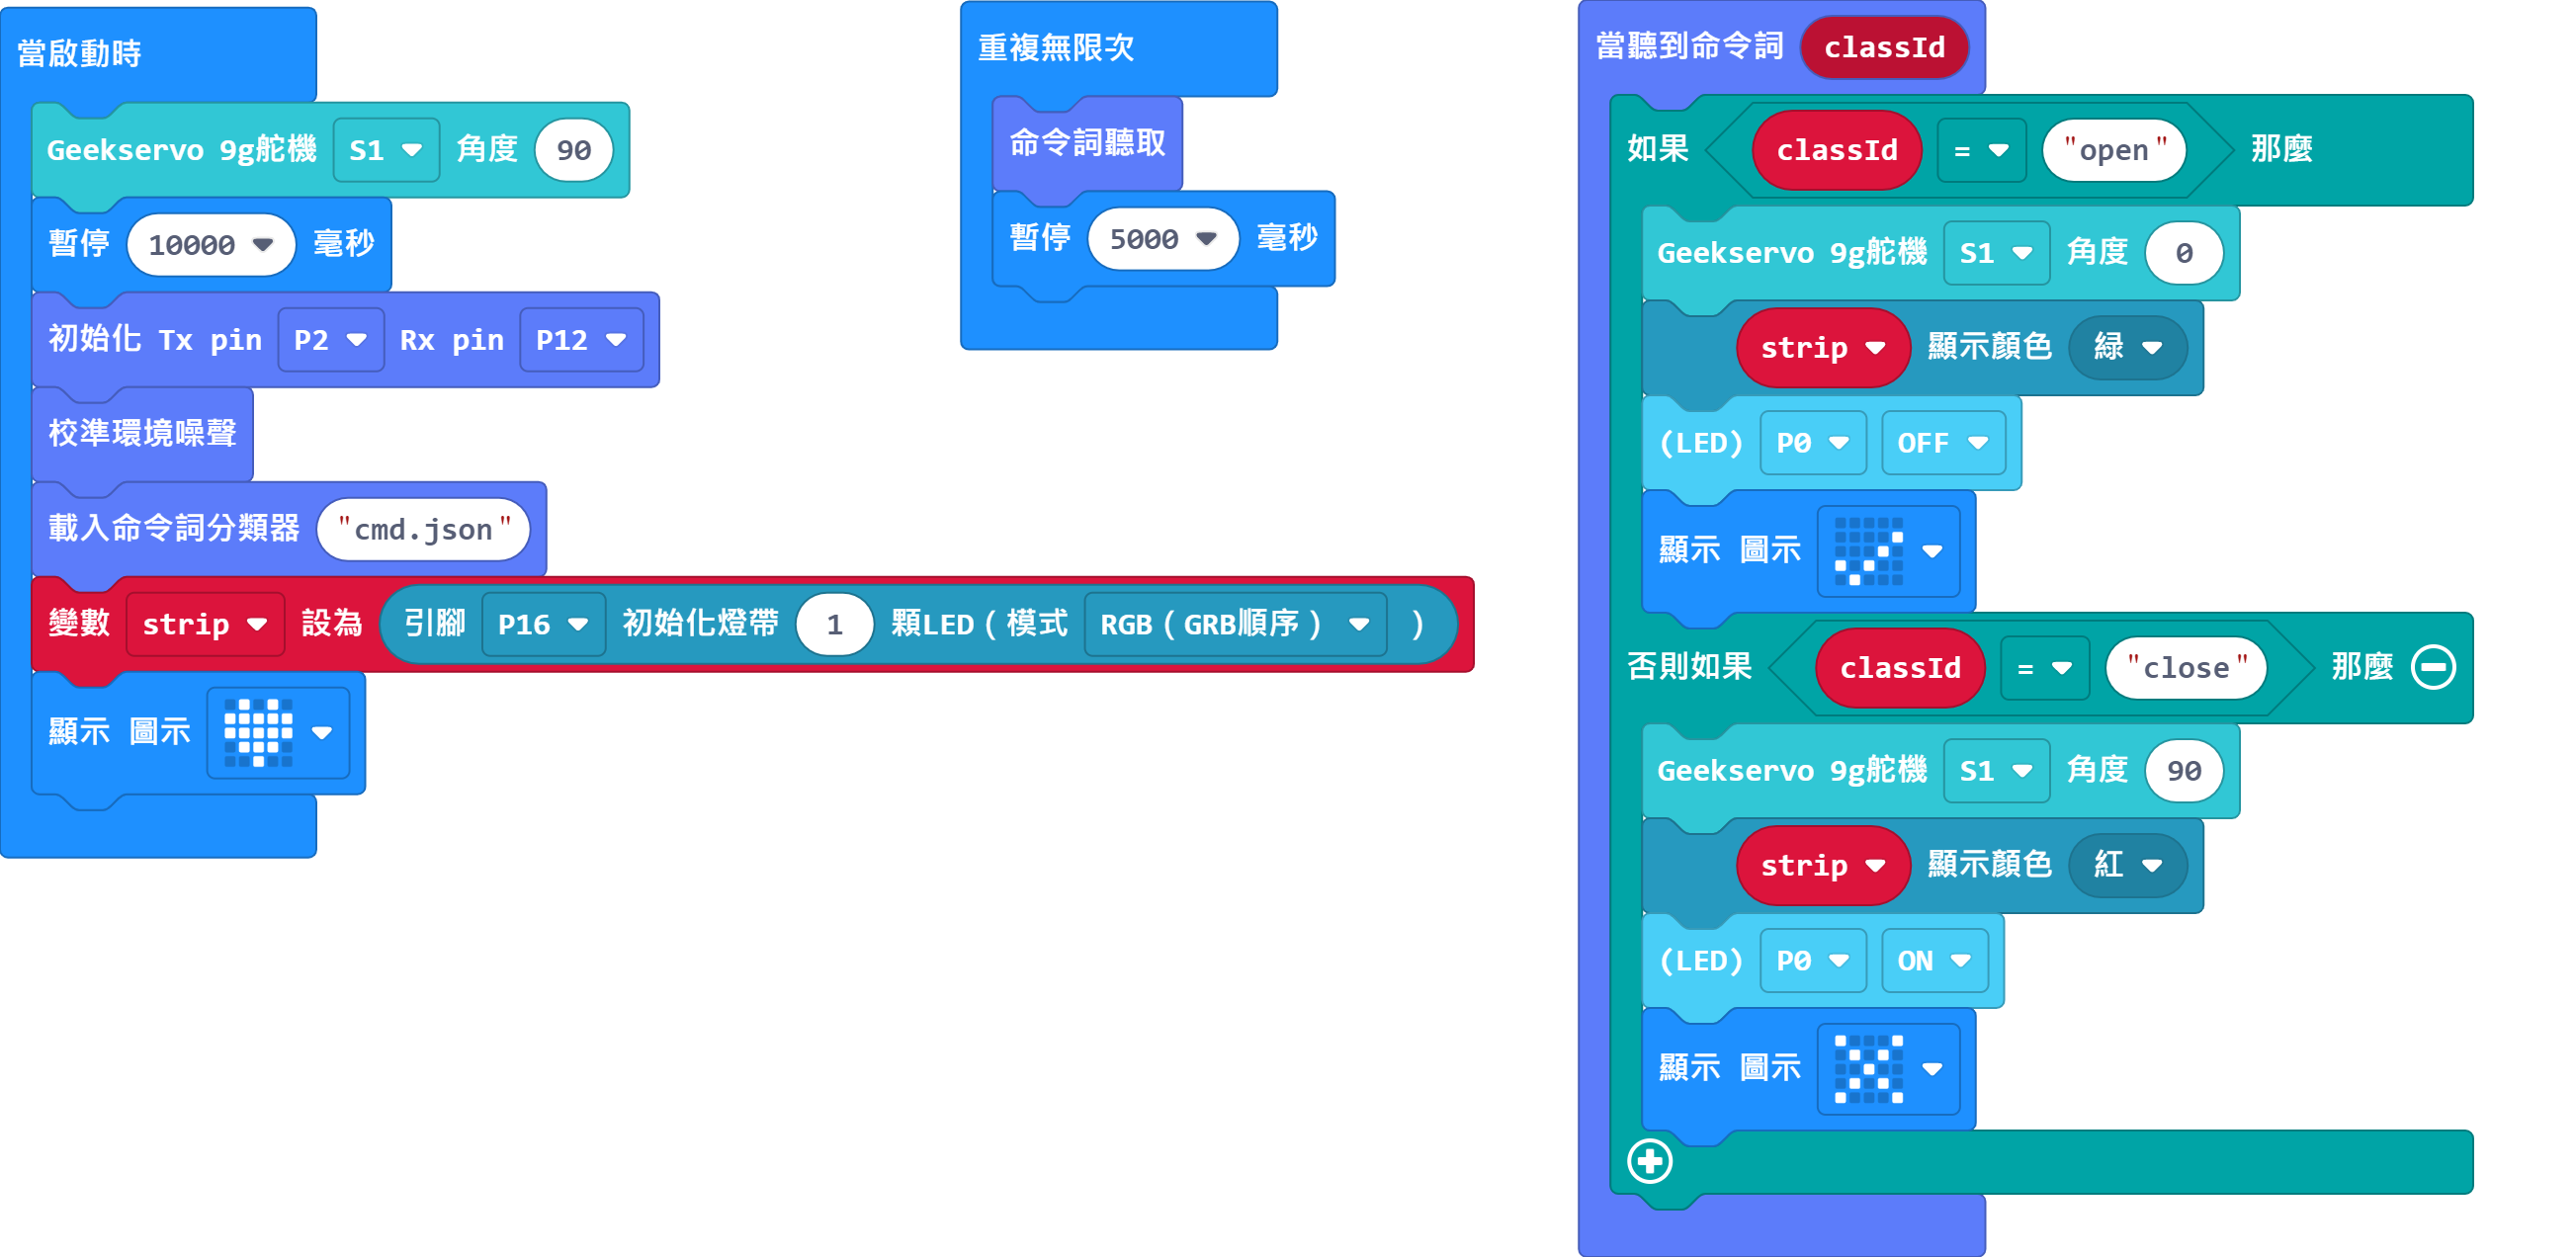 當啟動時
Geekservo 9g舵機 S1 角度 90
暫停 10000 毫秒
初始化 Tx pin P2 Rx pin P12
校準環境噪聲
載入命令詞分類器 "cmd.json"
變數 strip 設為 引腳 P16 初始化燈帶 1 顆LED(模式 RGB(GRB順序) )
顯示 圖示
重複無限次
命令詞聽取
暫停 5000 毫秒
當聽到命令詞 classId
如果 classId = "open" 那麼
Geekservo 9g舵機 S1 角度 0
strip 顯示顏色 緑
(LED) P0 OFF
顯示 圖示
否則如果 classId = "close" 那麼
Geekservo 9g舵機 S1 角度 90
strip 顯示顏色 紅
(LED) P0 ON
顯示 圖示